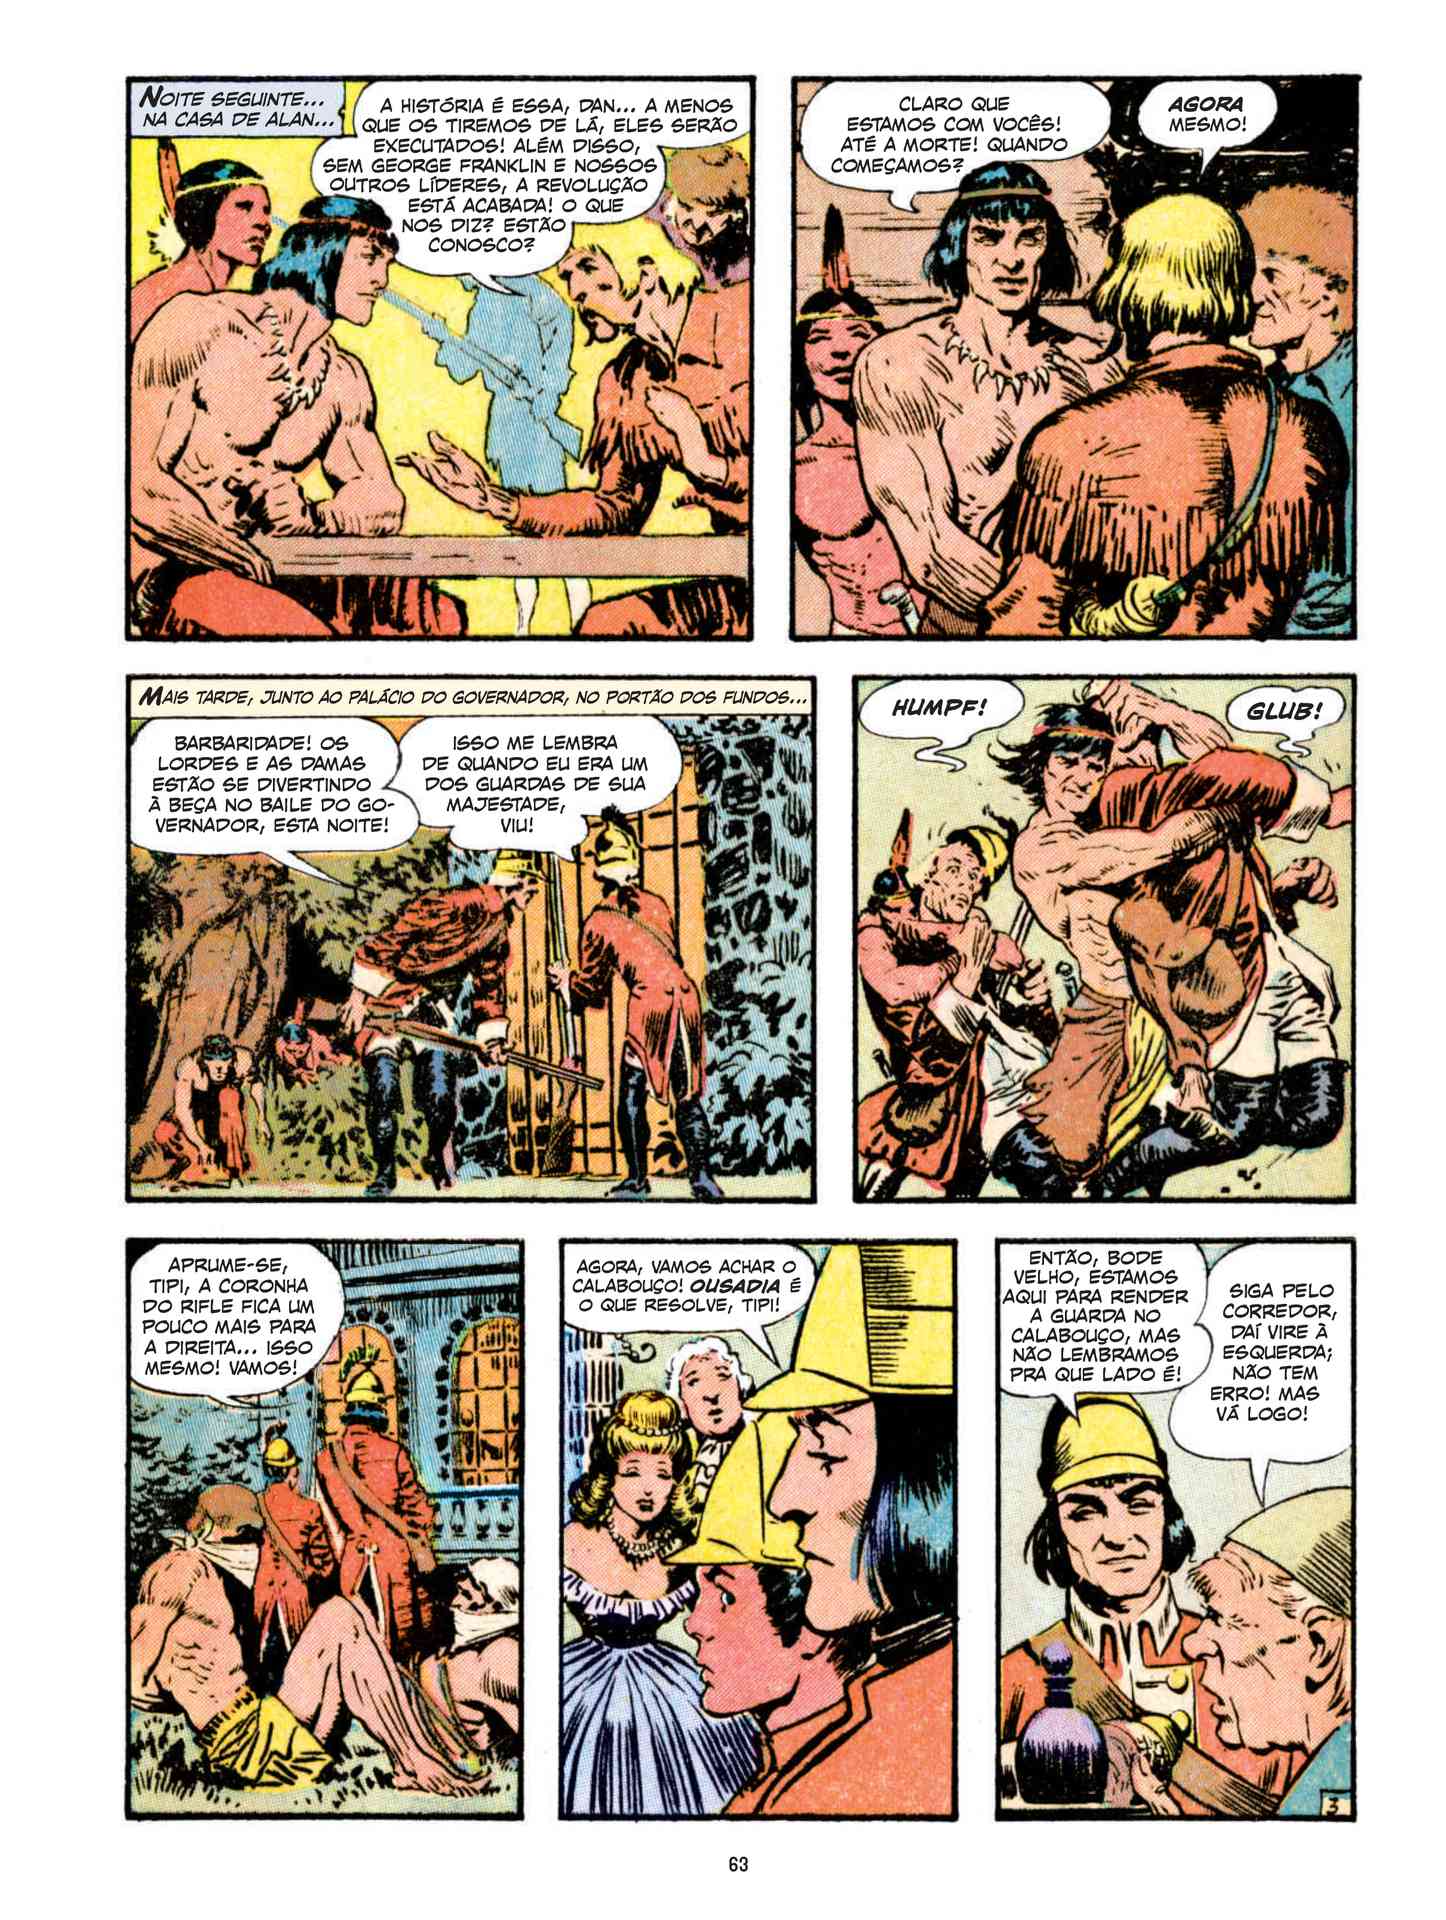 NOITE SEGUINTE...
NA CASA DE ALAN...
A HISTÓRIA É ESSA, DAN... A MENOS
QUE OS TIREMOS DE LÁ, ELES SERÃO
EXECUTADOS! ALÉM DISSO,
SEM GEORGE FRANKLIN E NOSSOS
OUTROS LÍDERES, A REVOLUÇÃO
ESTÁ ACABADA! O QUE
NOS DIZ? ESTÃO
CONOSCO?
CLARO QUE
ESTAMOS COM VOCÊS!
ATÉ A MORTE! QUANDO
COMEÇAMOS?
AGORA
MESMO!
MAIS TARDE, JUNTO AO PALÁCIO DO GOVERNADOR, NO PORTÃO DOS FUNDOS...
BARBARIDADE! OS
LORDES E AS DAMAS
ESTÃO SE DIVERTINDO
À BEÇA NO BAILE DO GO-
VERNADOR, ESTA NOITE!
ISSO ME LEMBRA
DE QUANDO EU ERA UM
DOS GUARDAS DE SUA
MAJESTADE,
VIU!
HUMPF!
GLUB!
APRUME-SE,
TIPI, A CORONHA
DO RIFLE FICA UM
POUCO MAIS PARA
A DIREITA... ISSO
MESMO! VAMOS!
AGORA, VAMOS ACHAR O
CALABOUÇO! OUSADIA É
O QUE RESOLVE, TIPI!
ENTÃO, BODE
VELHO, ESTAMOS
AQUI PARA RENDER
A GUARDA NO
CALABOUÇO, MAS
NÃO LEMBRAMOS
PRA QUE LADO É!
SIGA PELO
CORREDOR,
DAÍ VIRE À
ESQUERDA;
NÃO TEM
ERRO! MAS
VÁ LOGO!
3
63